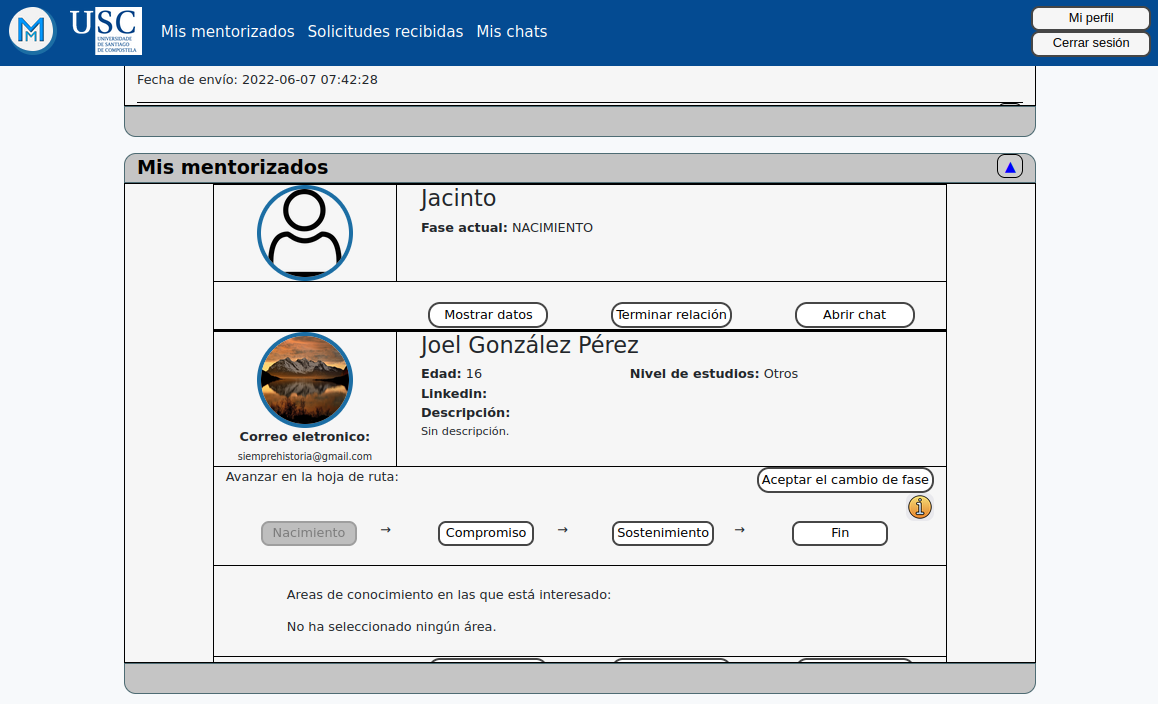 USC
UNIVERSIDADE
DE SANTIAGO
DE COMPOSTELA
Mis mentorizados
Solicitudes recibidas
Mis chats
Mi perfil
Cerrar sesión
Fecha de envío: 2022-06-07 07:42:28
Mis mentorizados
▲
Jacinto
Fase actual: NACIMIENTO
Mostrar datos
Terminar relación
Abrir chat
Joel González Pérez
Edad: 16
Nivel de estudios: Otros
Linkedin:
Descripción:
Sin descripción.
Correo eletronico:
siemprehistoria@gmail.com
Avanzar en la hoja de ruta:
Aceptar el cambio de fase
Nacimiento → Compromiso → Sostenimiento → Fin
Areas de conocimiento en las que está interesado:
No ha seleccionado ningún área.